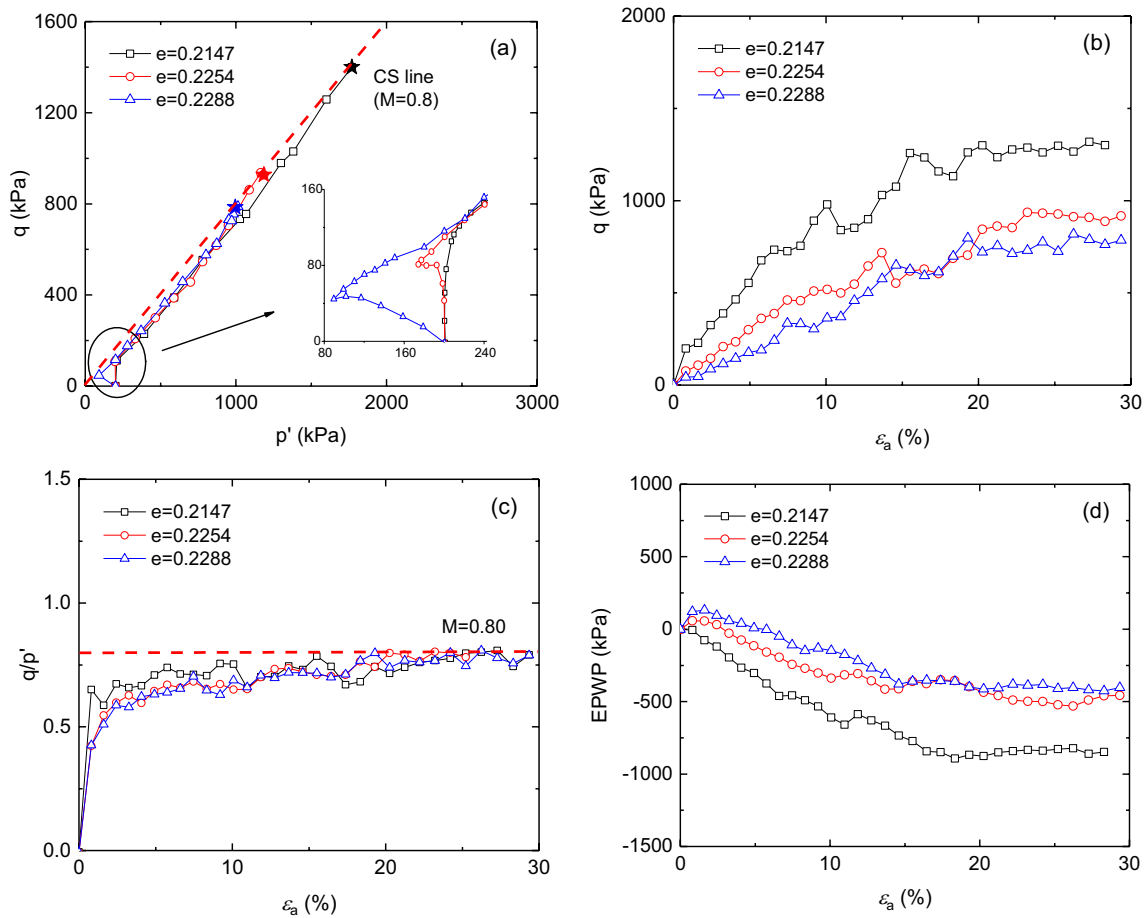 1600
1200
800
400
0
q (kPa)
e=0.2147
e=0.2254
e=0.2288
(a)
CS line
(M=0.8)
160
80
0
80
160
240
0
1000
2000
3000
p' (kPa)
2000
1000
0
q (kPa)
e=0.2147
e=0.2254
e=0.2288
(b)
0
10
20
30
εa (%)
1.5
1.0
0.5
0.0
q/p'
e=0.2147
e=0.2254
e=0.2288
(c)
M=0.80
0
10
20
30
εa (%)
1000
500
0
-500
-1000
-1500
EPWP (kPa)
e=0.2147
e=0.2254
e=0.2288
(d)
0
10
20
30
εa (%)